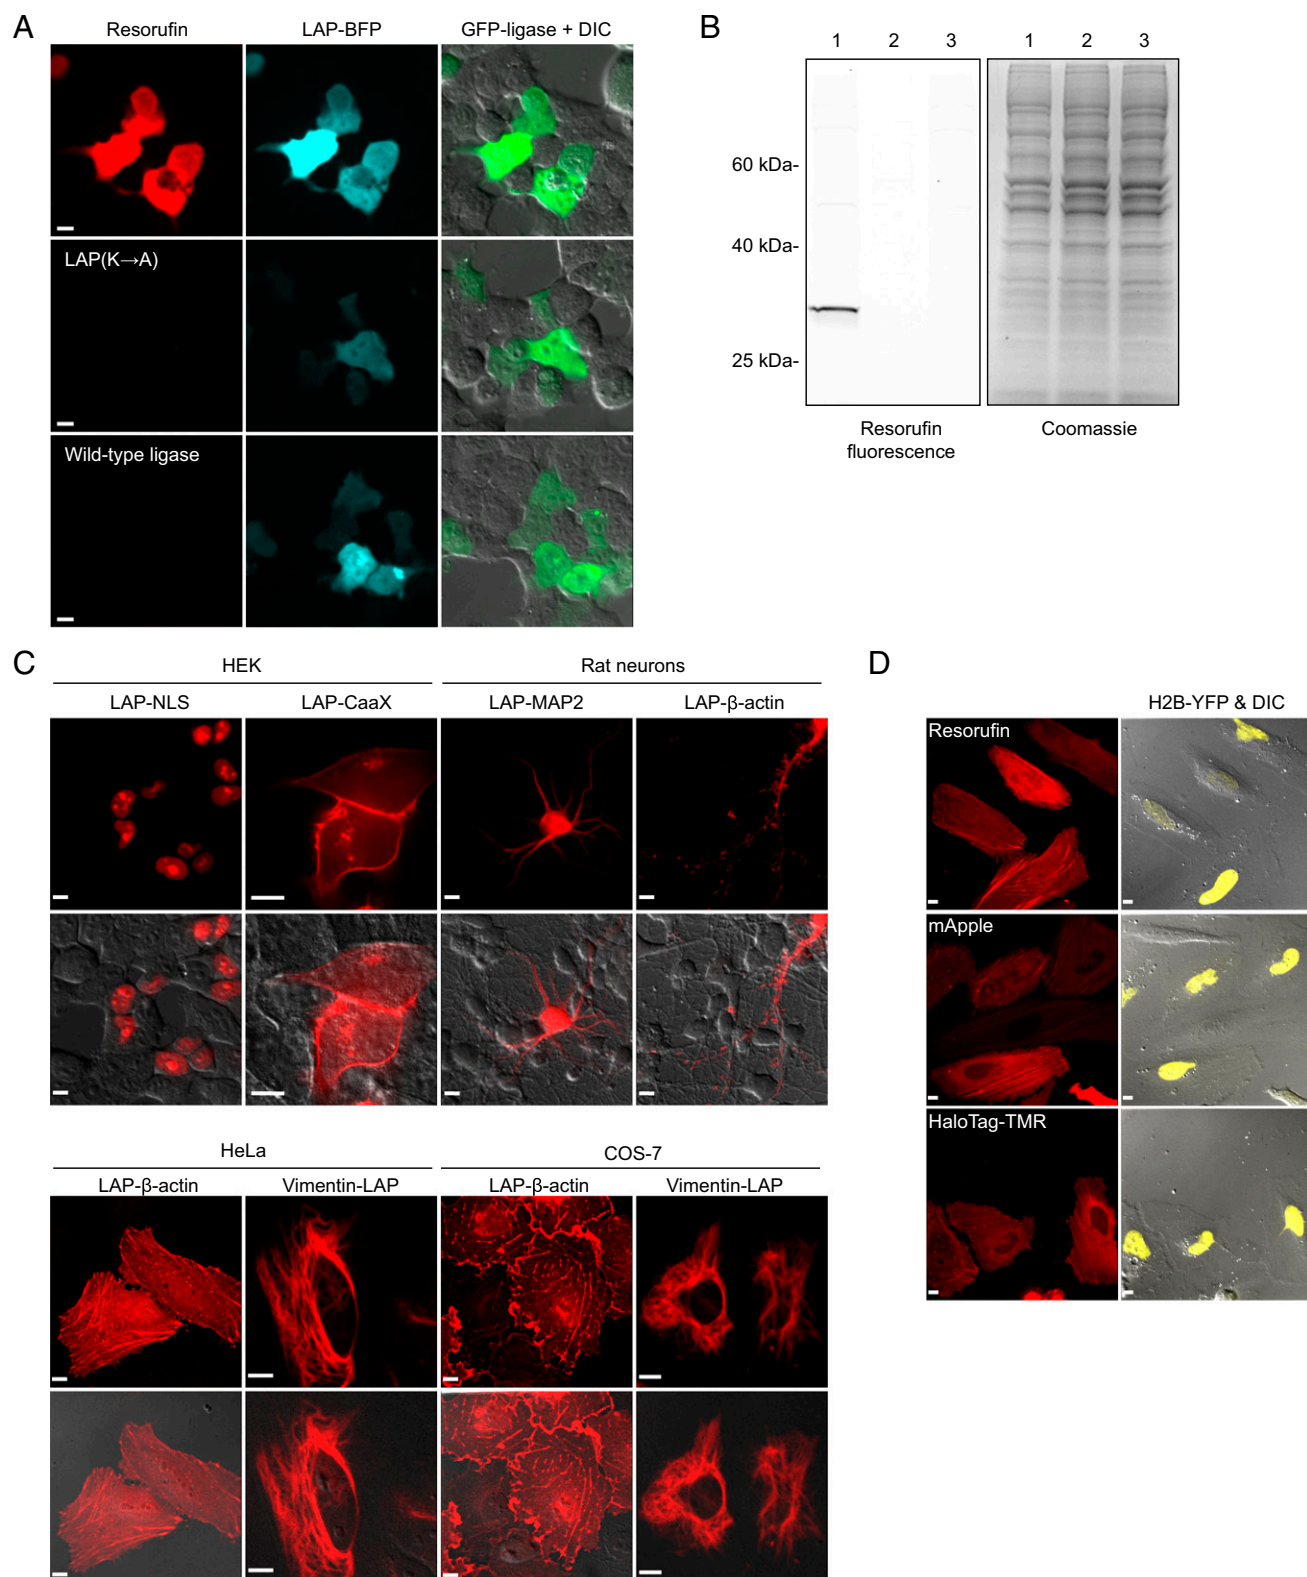 A
Resorufin
LAP-BFP
GFP-ligase + DIC
LAP(K→A)
Wild-type ligase
B
1 2 3
1 2 3
60 kDa-
40 kDa-
25 kDa-
Resorufin
fluorescence
Coomassie
C
HEK
Rat neurons
LAP-NLS
LAP-CaaX
LAP-MAP2
LAP-β-actin
HeLa
COS-7
LAP-β-actin
Vimentin-LAP
LAP-β-actin
Vimentin-LAP
D
H2B-YFP & DIC
Resorufin
mApple
HaloTag-TMR